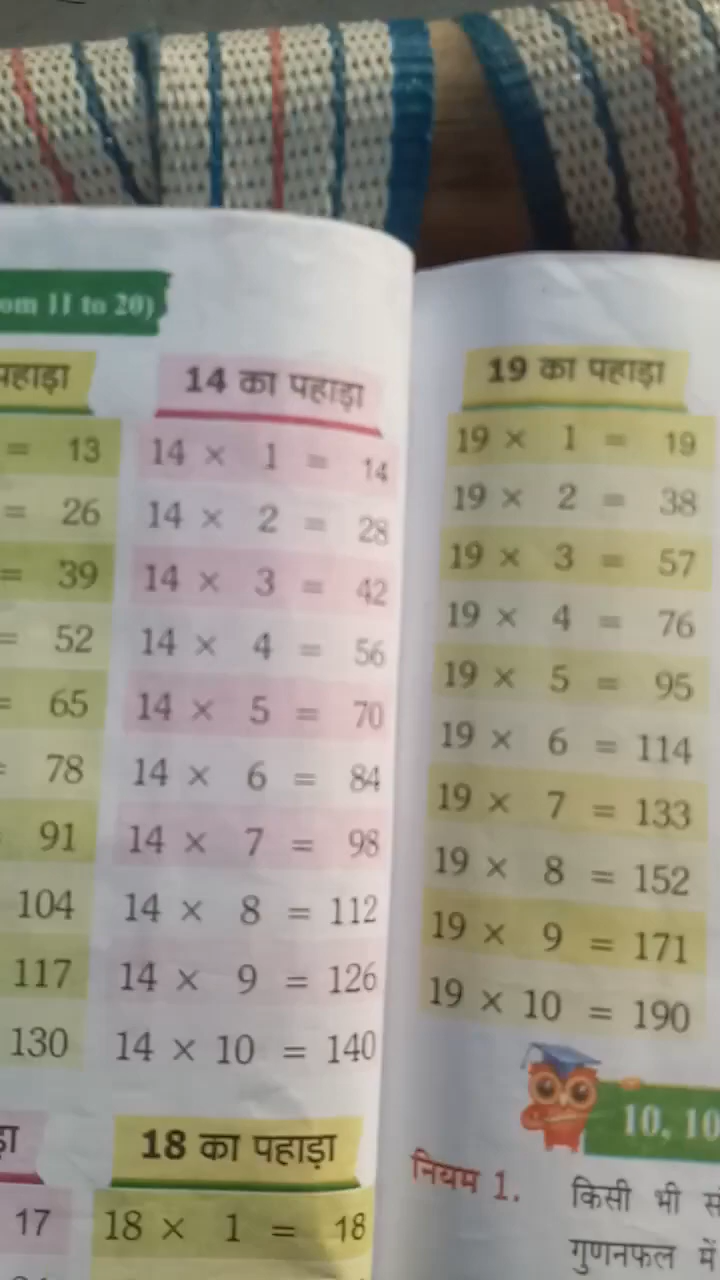 om 11 to 20)
पहाड़ा
= 13
= 26
= 39
= 52
= 65
= 78
91
104
117
130
14 का पहाड़ा
14 × 1 = 14
14 × 2 = 28
14 × 3 = 42
14 × 4 = 56
14 × 5 = 70
14 × 6 = 84
14 × 7 = 98
14 × 8 = 112
14 × 9 = 126
14 × 10 = 140
17
18 का पहाड़ा
18 × 1 = 18
19 का पहाड़ा
19 × 1 = 19
19 × 2 = 38
19 × 3 = 57
19 × 4 = 76
19 × 5 = 95
19 × 6 = 114
19 × 7 = 133
19 × 8 = 152
19 × 9 = 171
19 × 10 = 190
10, 10
नियम 1. किसी भी
गुणनफल में